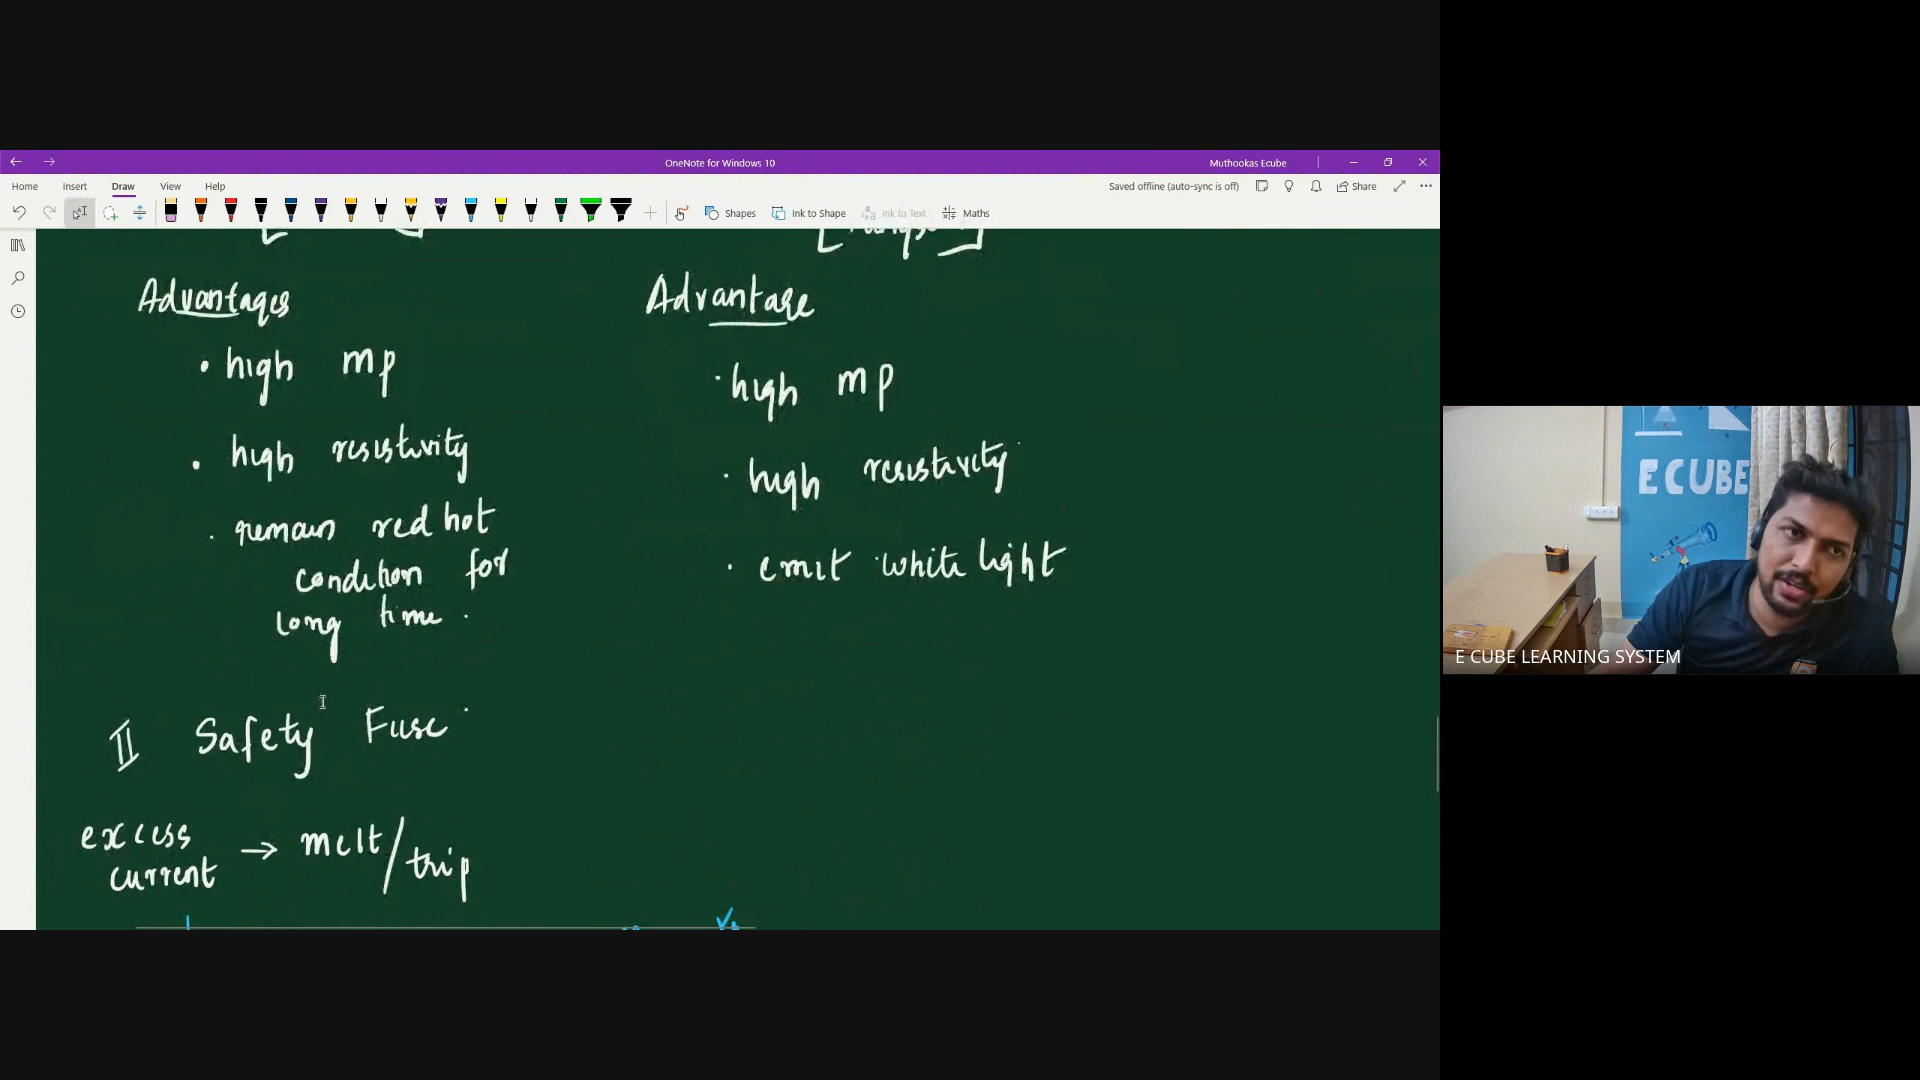 OneNote for Windows 10
Muthookas Ecube
Home Insert Draw View Help
Saved offline (auto-sync is off)
Share
Shapes
Ink to Shape
Ink to Text
Maths
Advantages
• high mp
• high resistivity
• remain red hot
condition for
long time.
Advantage
• high mp
• high resistivity
• emit white light
II Safety Fuse
excess
current → melt/trip
E CUBE
E CUBE LEARNING SYSTEM